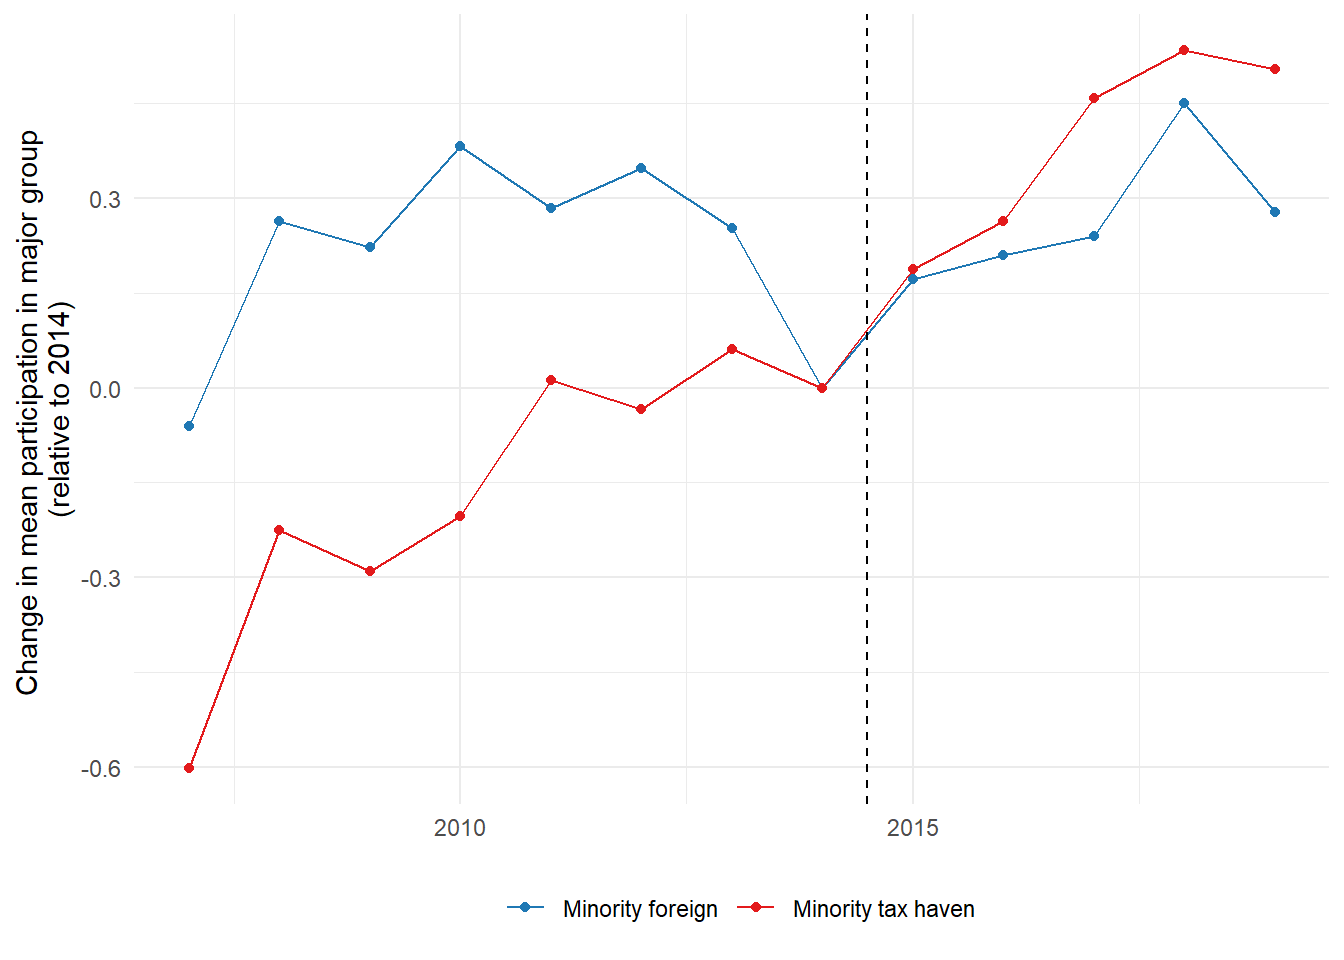 Change in mean participation in major group
(relative to 2014)
0.3
0.0
-0.3
-0.6
2010
2015
Minority foreign
Minority tax haven